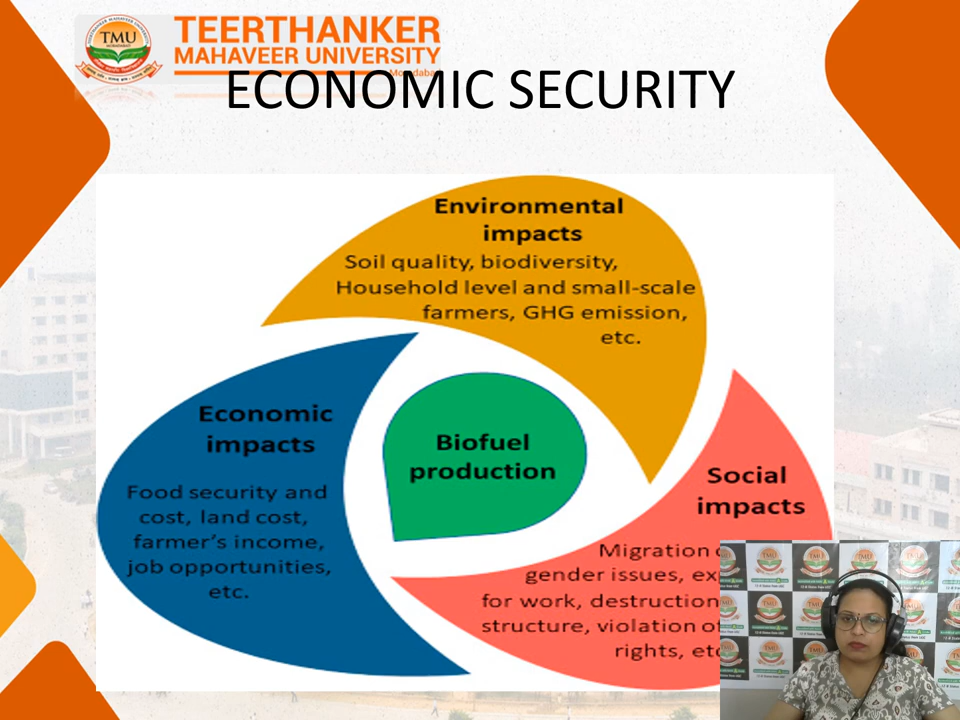 TEERTHANKER
MAHAVEER UNIVERSITY
TMU
ECONOMIC SECURITY
Environmental
impacts
Soil quality, biodiversity,
Household level and small-scale
farmers, GHG emission,
etc.
Economic
impacts
Food security and
cost, land cost,
farmer's income,
job opportunities,
etc.
Biofuel
production
Social
impacts
Migration
gender issues,
for work, destruction
structure, violation of
rights,